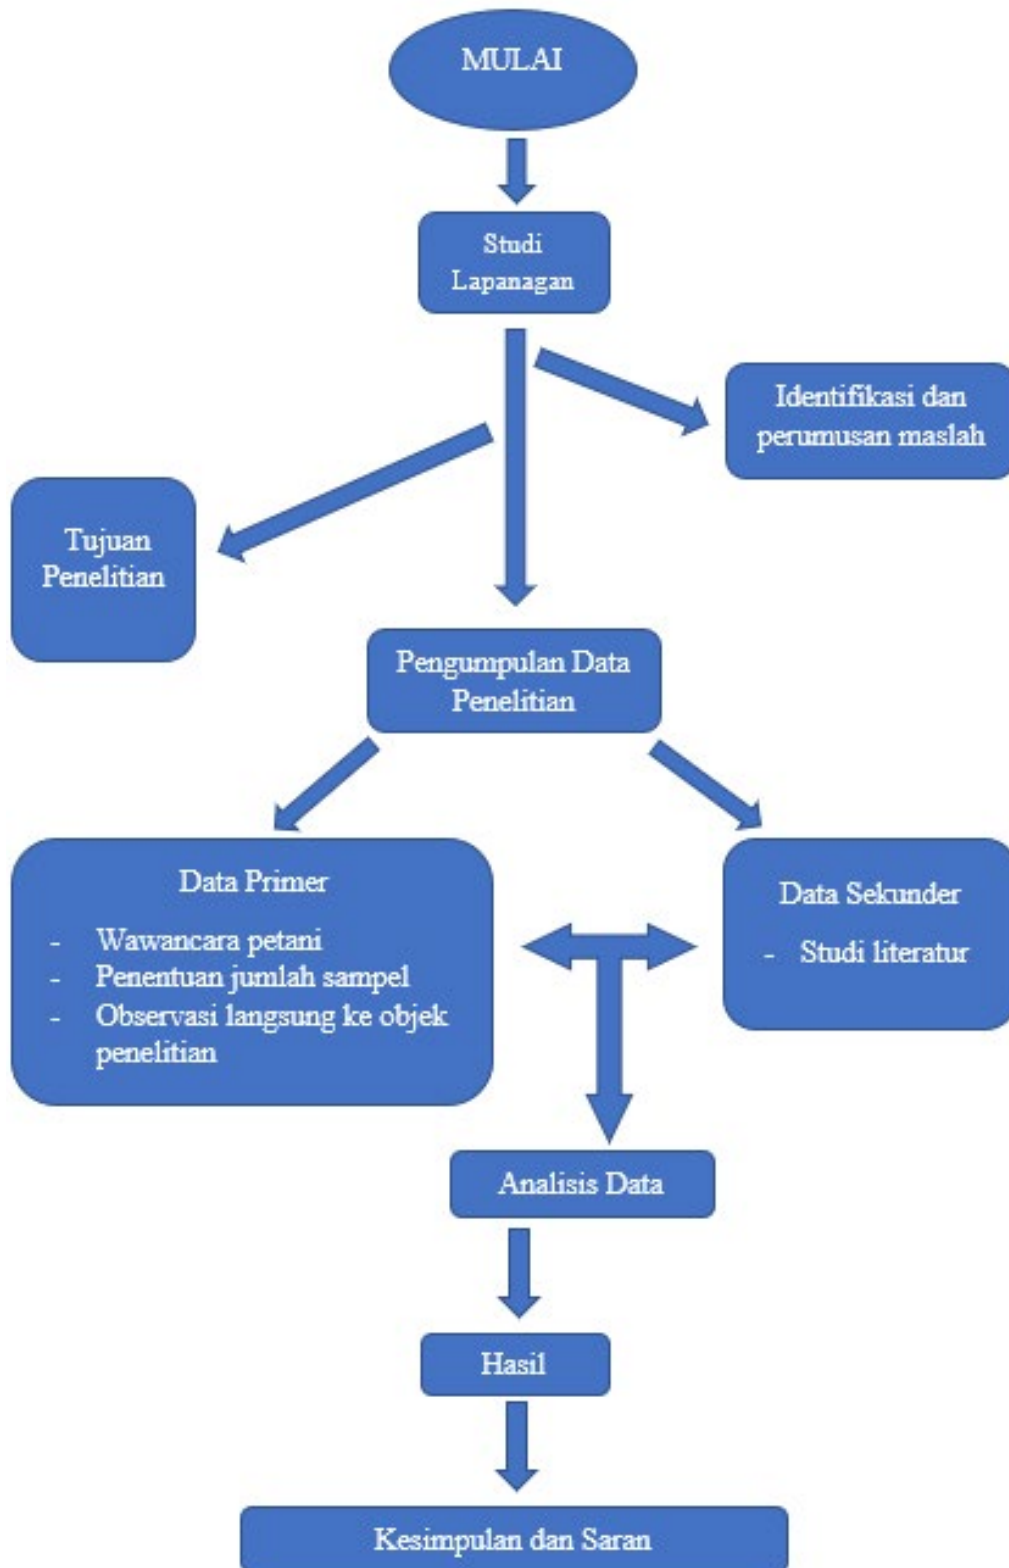 MULAI
Studi
Lapanagan
Identifikasi dan
perumusan maslah
Tujuan
Penelitian
Pengumpulan Data
Penelitian
Data Primer
- Wawancara petani
- Penentuan jumlah sampel
- Observasi langsung ke objek
penelitian
Data Sekunder
- Studi literatur
Analisis Data
Hasil
Kesimpulan dan Saran